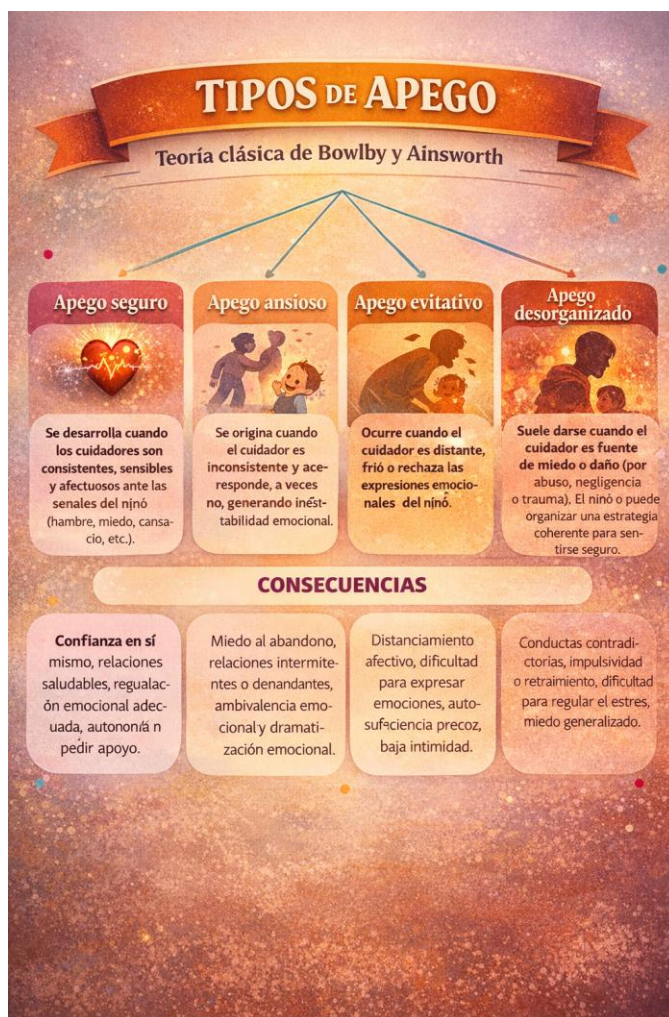 TIPOS DE APEGO
Teoría clásica de Bowlby y Ainsworth
Apego seguro
Se desarrolla cuando
los cuidadores son
consistentes, sensibles
y afectuosos ante las
senales del ninó
(hambre, miedo, cansa-
cio, etc.).
Apego ansioso
Se origina cuando
el cuidador es
inconsistente y ace-
responde, a veces
no, generando inést-
tabilidad emocional.
Apego evitativo
Ocurre cuando el
cuidador es distante,
frió o rechaza las
expresiones emocio-
nales del ninó.
Apego
desorganizado
Suele darse cuando el
cuidador es fuente
de miedo o daño (por
abuso, negligencia
o trauma). El ninò o puede
organizar una estrategia
coherente para sen-
tirse seguro.
CONSECUENCIAS
Confianza en sí
mismo, relaciones
saludables, regualac-
ón emocional adec-
uada, autononıá n
pedir apoyo.
Miedo al abandono,
relaciones intermite-
ntes o denandantes,
ambivalencia emo-
cional y dramati-
zación emocional.
Distanciamiento
afectivo, dificultad
para expresar
emociones, auto-
suficiencia precoz,
baja intimidad.
Conductas contradi-
ctorias, impulsividad
o retraimiento, dificultad
para regular el estres,
miedo generalizado.